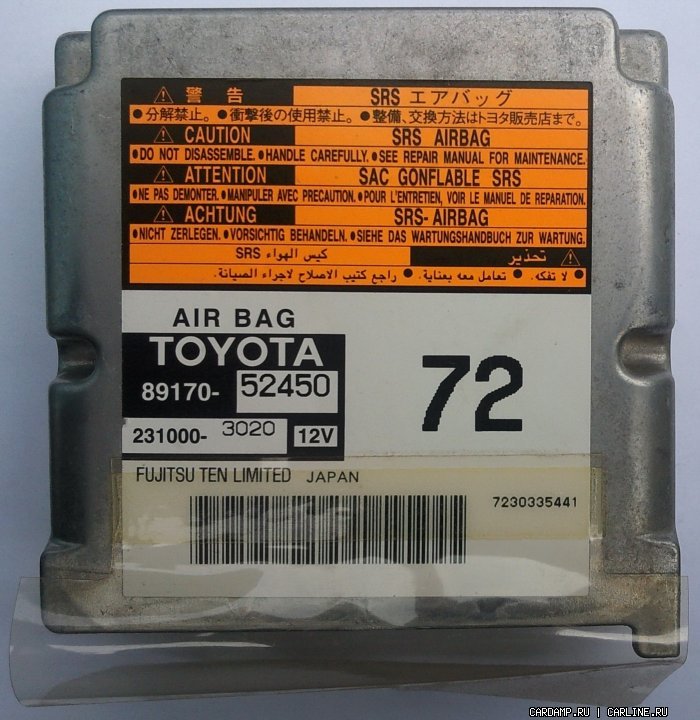 ⚠ 警 告 SRS エアバッグ
●分解禁止。 ●衝撃後の使用禁止。 ●整備、交換方法はトヨタ販売店まで。
⚠ CAUTION SRS AIRBAG
●DO NOT DISASSEMBLE. ●HANDLE CAREFULLY. ●SEE REPAIR MANUAL FOR MAINTENANCE.
⚠ ATTENTION SAC GONFLABLE SRS
●NE PAS DEMONTER. ●MANIPULER AVEC PRECAUTION. ●POUR L'ENTRETIEN, VOIR LE MANUEL DE REPARATION.
⚠ ACHTUNG SRS-AIRBAG
●NICHT ZERLEGEN. ●VORSICHTIG BEHANDELN. ●SIEHE DAS WARTUNGSHANDBUCH ZUR WARTUNG.
⚠ تحذير كيس الهواء SRS
● لا تفكه. ● تعامل معه بعناية. ● راجع كتيب الاصلاح لاجراء الصيانة.
AIR BAG
TOYOTA
89170- 52450
72
231000- 3020 12V
FUJITSU TEN LIMITED JAPAN
7230335441
CARDAMP.RU | CARLINE.RU